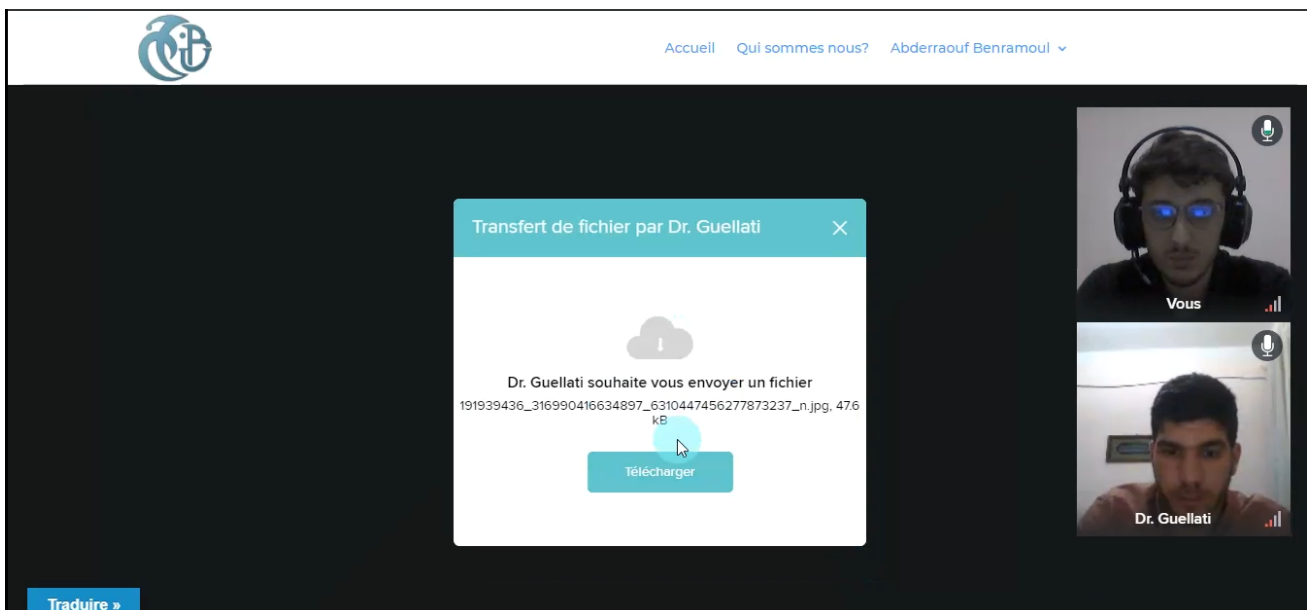 Accueil Qui sommes nous? Abderraouf Benramoul
Transfert de fichier par Dr. Guellati
Dr. Guellati souhaite vous envoyer un fichier
191939436_316990416634897_6310447456277873237_n.jpg, 47.6
kB
Télécharger
Vous
Dr. Guellati
Traduire »